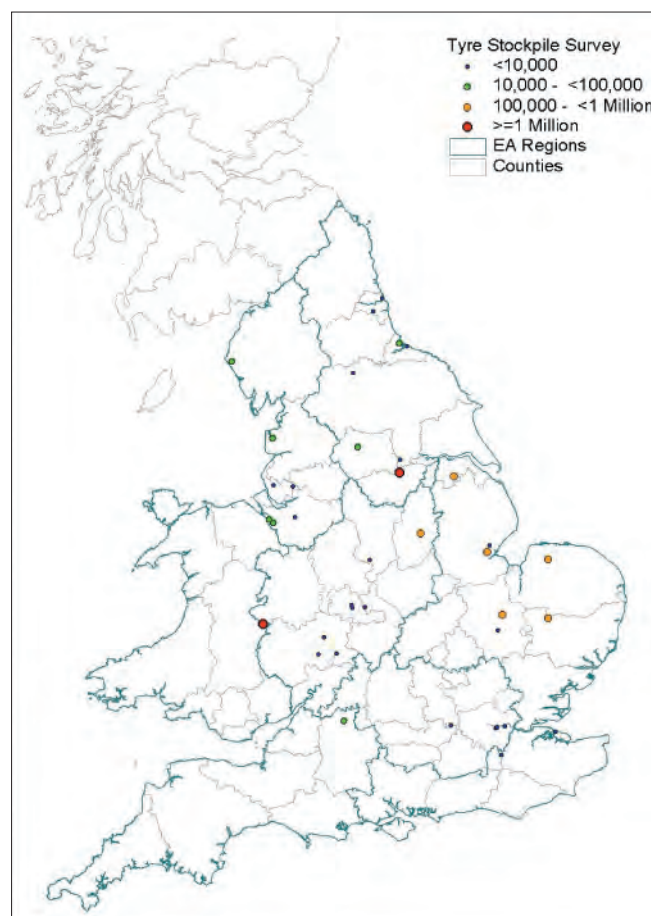 Tyre Stockpile Survey
<10,000
10,000 - <100,000
100,000 - <1 Million
>=1 Million
EA Regions
Counties